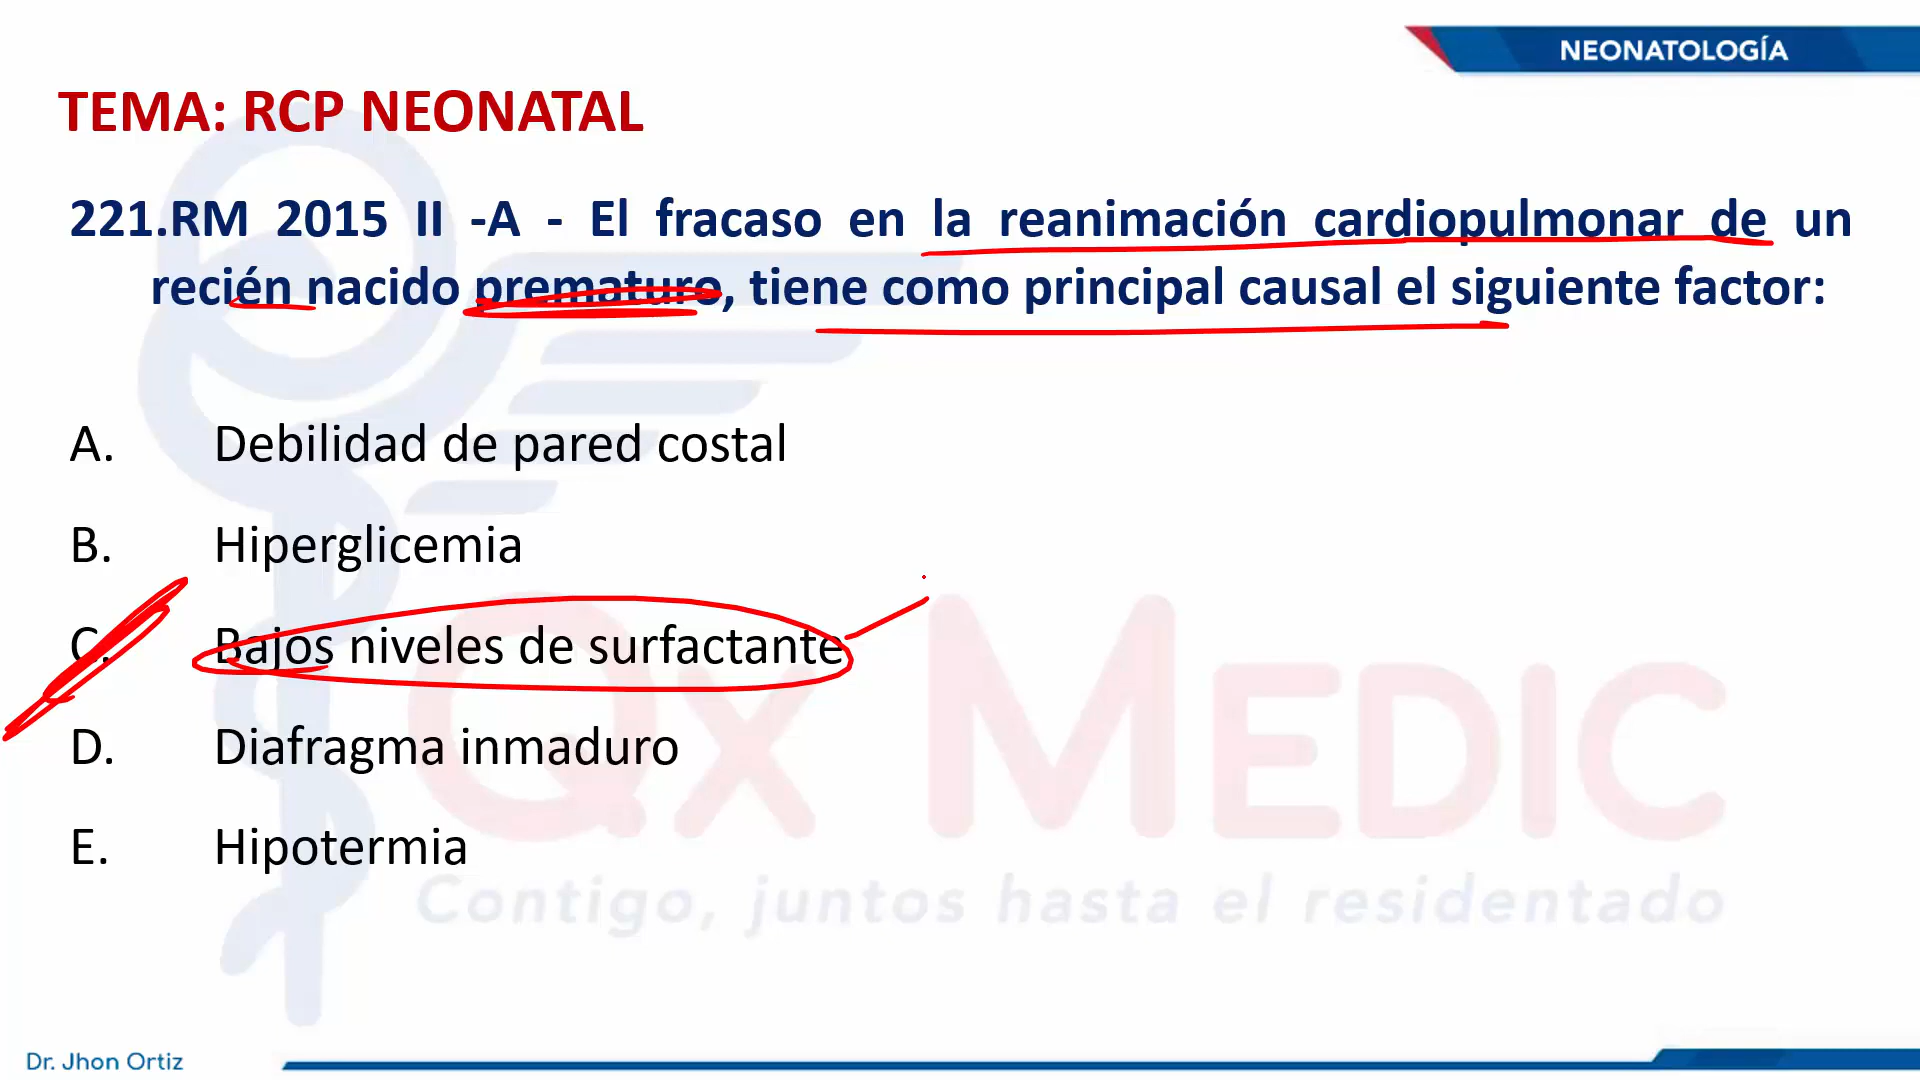 NEONATOLOGÍA
TEMA: RCP NEONATAL
221.RM 2015 II -A - El fracaso en la reanimación cardiopulmonar de un
recién nacido prematuro, tiene como principal causal el siguiente factor:
A. Debilidad de pared costal
B. Hiperglicemia
C. Bajos niveles de surfactante
D. Diafragma inmaduro
E. Hipotermia
QX MEDIC
Contigo, juntos hasta el residentado
Dr. Jhon Ortiz